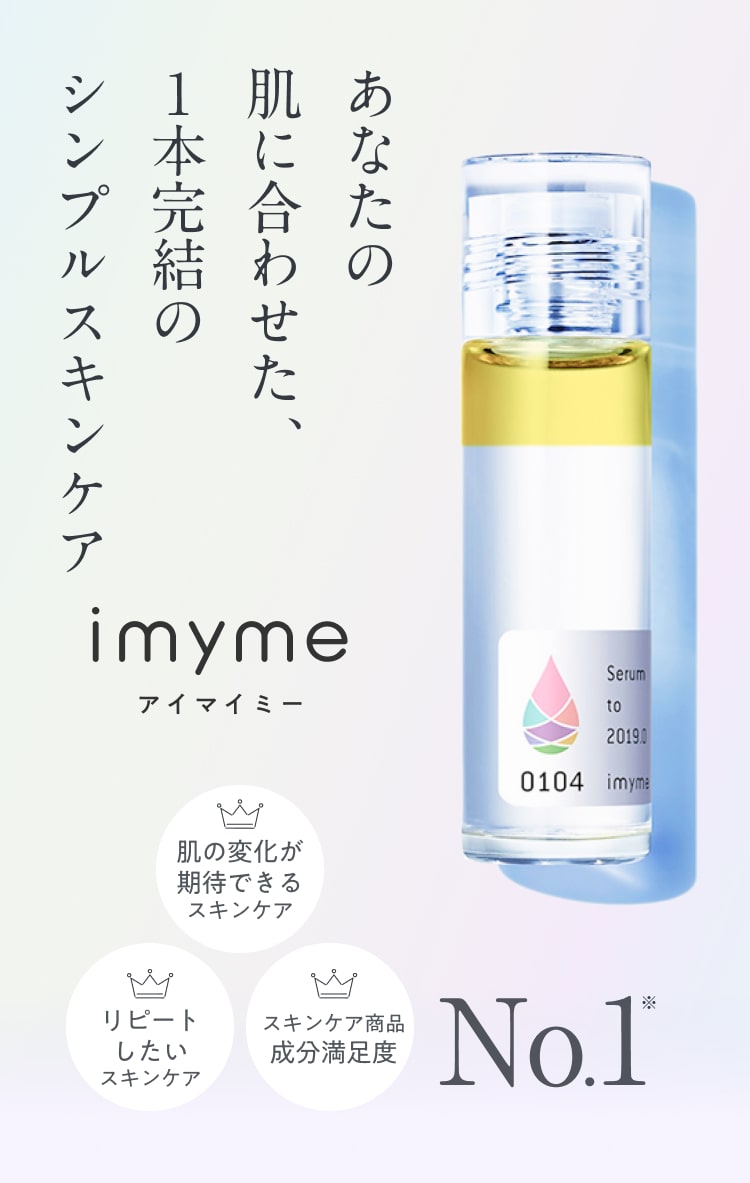 あなたの
肌に合わせた、
1本完結の
シンプルスキンケア
imyme
アイマイミー
Serum
to
2019.0
0104
imyme
肌の変化が
期待できる
スキンケア
リピート
したい
スキンケア
スキンケア商品
成分満足度
No.1※